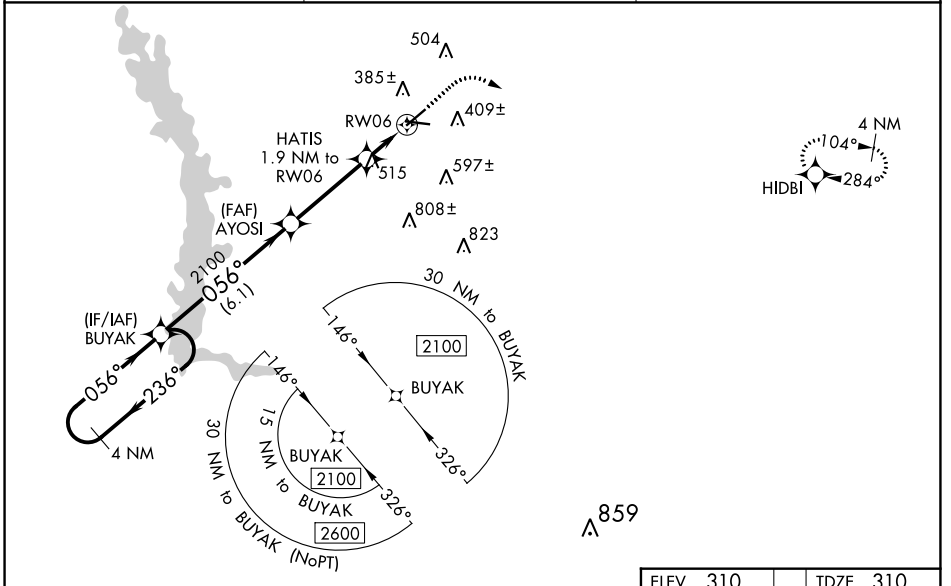 504
385±
RW06
409±
HATIS
1.9 NM to
RW06
515
597±
4 NM
104°
284°
HIDBI
(FAF)
AYOSI
808±
823
2100
056°
(6.1)
(IF/IAF)
BUYAK
056°
236°
4 NM
30 NM to BUYAK
146°
2100
BUYAK
326°
146°
15 NM to BUYAK
BUYAK
2100
326°
30 NM to BUYAK (NoPT)
2600
859
ELEV 310
TDZE 310